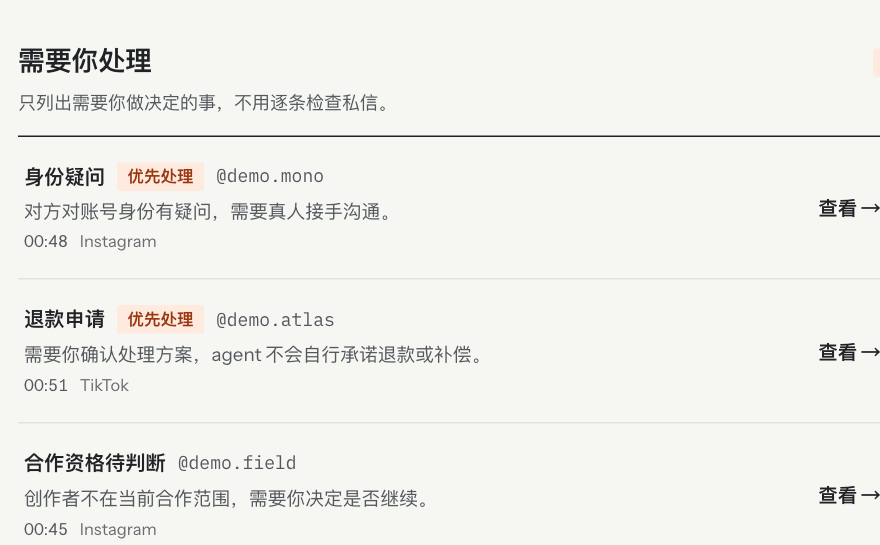 需要你处理
只列出需要你做决定的事，不用逐条检查私信。
身份疑问 优先处理 @demo.mono
对方对账号身份有疑问，需要真人接手沟通。
查看 →
00:48 Instagram
退款申请 优先处理 @demo.atlas
需要你确认处理方案，agent 不会自行承诺退款或补偿。
查看 →
00:51 TikTok
合作资格待判断 @demo.field
创作者不在当前合作范围，需要你决定是否继续。
查看 →
00:45 Instagram